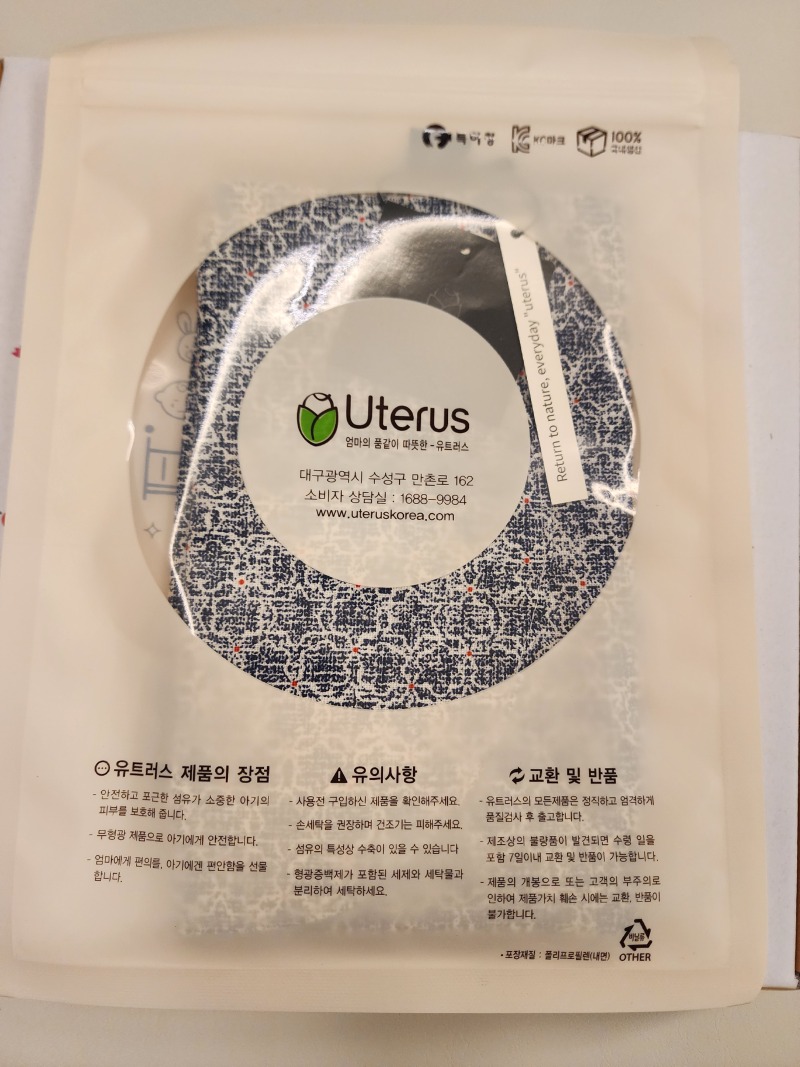 특허청
KC마크
100%
국내생산
Return to nature, everyday "uterus"
Uterus
엄마의 품같이 따뜻한-유트러스
대구광역시 수성구 만촌로 162
소비자 상담실 : 1688-9984
www.uteruskorea.com
유트러스 제품의 장점
- 안전하고 포근한 섬유가 소중한 아기의
피부를 보호해 줍니다.
- 무형광 제품으로 아기에게 안전합니다.
- 엄마에게 편의를, 아기에겐 편안함을 선물
합니다.
유의사항
- 사용전 구입하신 제품을 확인해주세요.
- 손세탁을 권장하며 건조기는 피해주세요.
- 섬유의 특성상 수축이 있을 수 있습니다
- 형광증백제가 포함된 세제와 세탁물과
분리하여 세탁하세요.
교환 및 반품
- 유트러스의 모든제품은 정직하고 엄격하게
품질검사 후 출고합니다.
- 제조상의 불량품이 발견되면 수령 일을
포함 7일이내 교환 및 반품이 가능합니다.
- 제품의 개봉으로 또는 고객의 부주의로
인하여 제품가치 훼손 시에는 교환, 반품이
불가합니다.
비닐류
• 포장재질 : 폴리프로필렌(내면)
OTHER